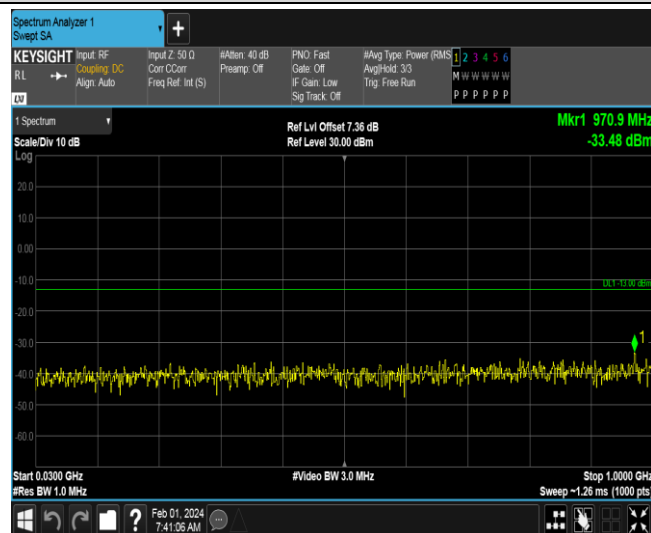 Spectrum Analyzer 1
Swept SA
+
KEYSIGHT
RL
LXI
Input: RF
Coupling: DC
Align: Auto
Input Z: 50 Ω
Corr CCorr
Freq Ref: Int (S)
#Atten: 40 dB
Preamp: Off
PNO: Fast
Gate: Off
IF Gain: Low
Sig Track: Off
#Avg Type: Power (RMS
Avg|Hold: 3/3
Trig: Free Run
1 2 3 4 5 6
M W W W W W
P P P P P P
1 Spectrum
Scale/Div 10 dB
Ref Lvl Offset 7.36 dB
Ref Level 30.00 dBm
Mkr1 970.9 MHz
-33.48 dBm
Log
20.0
10.0
0.00
-10.0
DL1 -13.00 dBm
-20.0
-30.0
1
-40.0
-50.0
-60.0
Start 0.0300 GHz
#Res BW 1.0 MHz
#Video BW 3.0 MHz
Stop 1.0000 GHz
Sweep ~1.26 ms (1000 pts)
?
Feb 01, 2024
7:41:06 AM